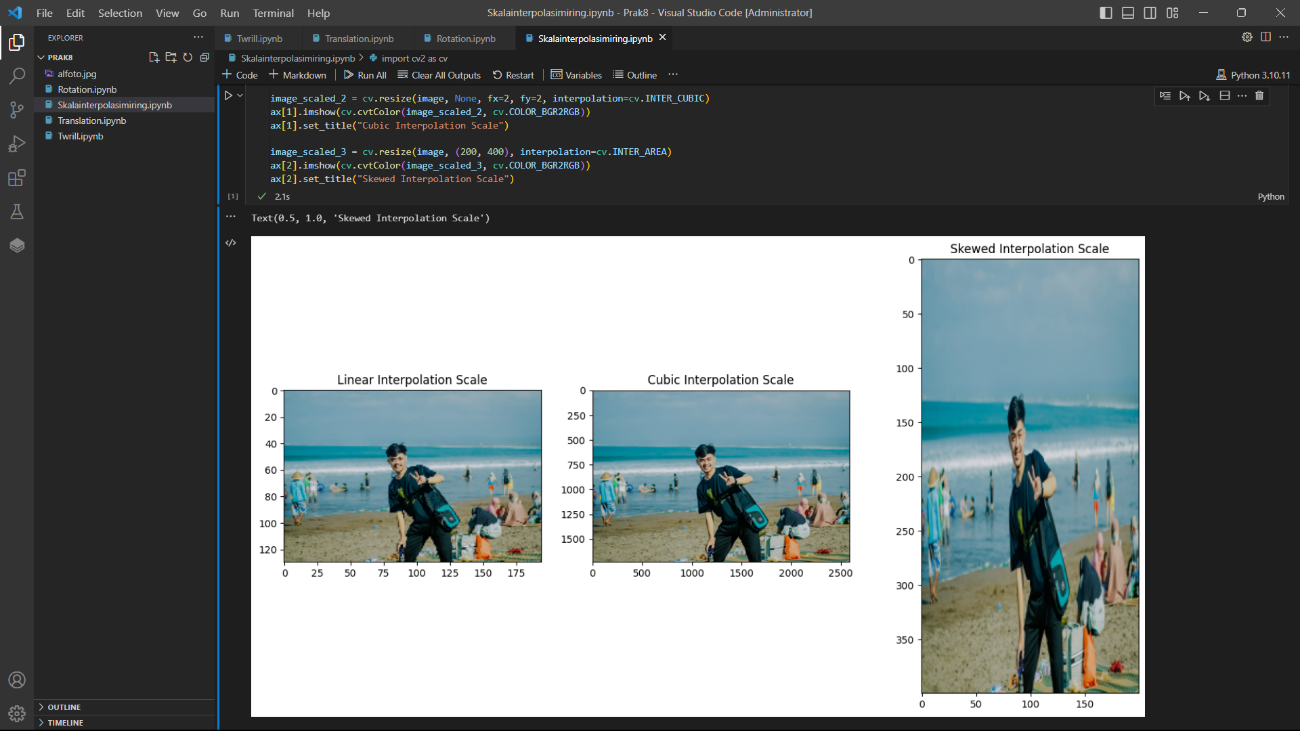 File Edit Selection View Go Run Terminal Help
Skalainterpolasimiring.ipynb - Prak8 - Visual Studio Code [Administrator]
EXPLORER
PRAK8
alfoto.jpg
Rotation.ipynb
Skalainterpolasimiring.ipynb
Translation.ipynb
Twrill.ipynb
OUTLINE
TIMELINE
Twrill.ipynb Translation.ipynb Rotation.ipynb Skalainterpolasimiring.ipynb
Skalainterpolasimiring.ipynb > import cv2 as cv
+ Code + Markdown Run All Clear All Outputs Restart Variables Outline ... Python 3.10.11
image_scaled_2 = cv.resize(image, None, fx=2, fy=2, interpolation=cv.INTER_CUBIC)
ax[1].imshow(cv.cvtColor(image_scaled_2, cv.COLOR_BGR2RGB))
ax[1].set_title("Cubic Interpolation Scale")
image_scaled_3 = cv.resize(image, (200, 400), interpolation=cv.INTER_AREA)
ax[2].imshow(cv.cvtColor(image_scaled_3, cv.COLOR_BGR2RGB))
ax[2].set_title("Skewed Interpolation Scale")
[1] 2.1s Python
Text(0.5, 1.0, 'Skewed Interpolation Scale')
Linear Interpolation Scale
0
20
40
60
80
100
120
0 25 50 75 100 125 150 175
Cubic Interpolation Scale
0
250
500
750
1000
1250
1500
0 500 1000 1500 2000 2500
Skewed Interpolation Scale
0
50
100
150
200
250
300
350
0 50 100 150